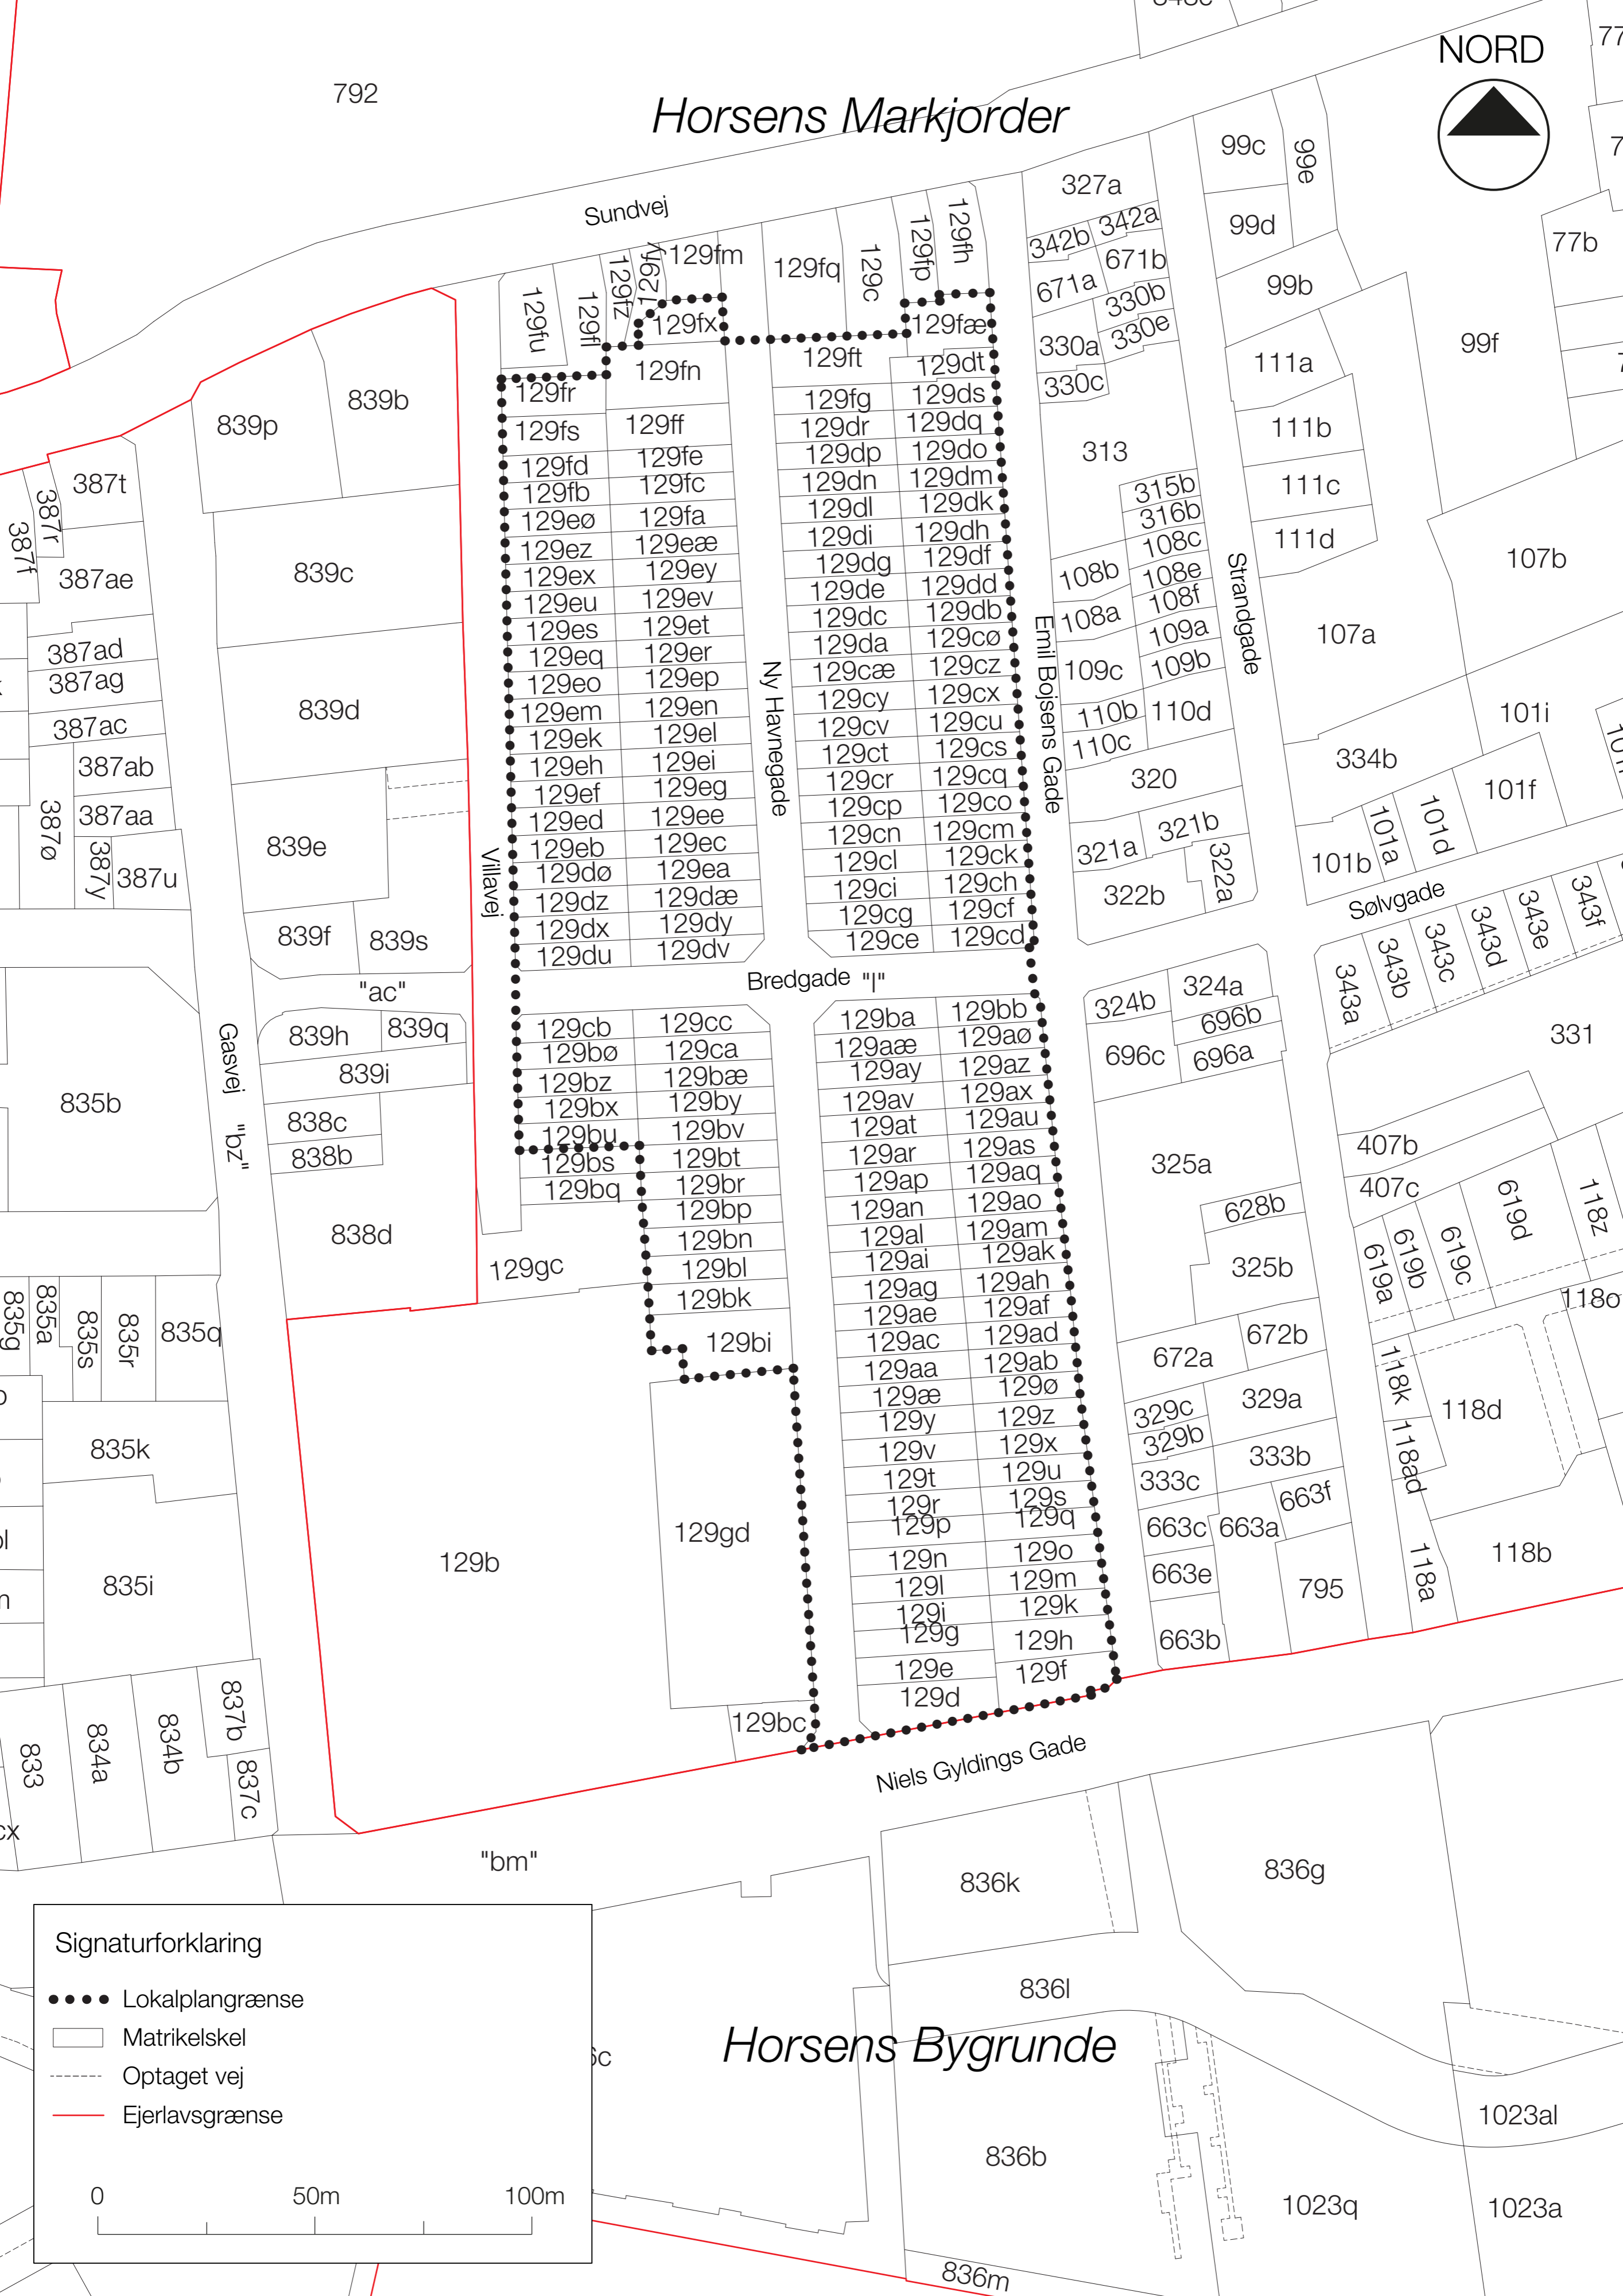 NORD
Horsens Markjorder
792
Sundvej
99c
99e
327a
99d
342b
342a
77b
129fm
129fq
129c
129fp
129fh
671b
671a
99b
129fu
129fl
129fz
129fy
129fx
129fæ
330b
330e
330a
99f
129ft
129dt
111a
129fn
330c
129fr
839p
839b
129fg
129ds
129fs
129ff
129dr
129dq
111b
129fd
129fe
129dp
129do
313
387t
387r
387f
129fb
129fc
129dn
129dm
315b
111c
129eø
129fa
129dl
129dk
316b
129ez
129eæ
129di
129dh
108c
111d
387ae
839c
129ex
129ey
129dg
129df
108b
108e
107b
129eu
129ev
129de
129dd
108f
129es
129et
129dc
129db
108a
109a
107a
129eq
129er
129da
129cø
109b
387ad
129eo
129ep
129cæ
129cz
109c
387ag
129em
129en
129cy
129cx
110b
110d
101i
387ac
839d
129ek
129el
129cv
129cu
110c
129eh
129ei
129ct
129cs
334b
387ab
129ef
129eg
129cr
129cq
320
101f
387aa
129ed
129ee
129cp
129co
387ø
839e
129eb
129ec
129cn
129cm
321a
321b
101b
101a
101d
129dø
129ea
129cl
129ck
387y
387u
129dz
129dæ
129ci
129ch
322b
322a
129dx
129dy
129cg
129cf
839f
839s
129du
129dv
129ce
129cd
Villavej
Ny Havnegade
Emil Bojsens Gade
Strandgade
Sølvgade
343a
343b
343c
343d
343e
343f
"ac"
Bredgade "l"
Gasvej "bz"
324b
324a
839h
839q
129cb
129cc
129ba
129bb
696b
331
129bø
129ca
129aæ
129aø
696c
696a
839i
129bz
129bæ
129ay
129az
835b
838c
129bx
129by
129av
129ax
838b
129bu
129bv
129at
129au
407b
129bs
129bt
129ar
129as
325a
407c
129bq
129br
129ap
129aq
628b
129bp
129an
129ao
619a
619b
619c
619d
118z
838d
129bn
129al
129am
129gc
129bl
129ai
129ak
325b
129bk
129ag
129ah
118o
835g
835a
835s
835r
835q
129ae
129af
129bi
129ac
129ad
672a
672b
129aa
129ab
118k
129æ
129ø
329c
329a
118d
835k
129y
129z
329b
129v
129x
333b
118ad
129t
129u
333c
129r
129s
663f
129gd
129p
129q
663c
663a
129b
129n
129o
118b
835i
129l
129m
663e
795
118a
129i
129k
129g
129h
663b
129e
129f
129d
129bc
833
834a
834b
837b
837c
Niels Gyldings Gade
"bm"
836k
836g
Signaturforklaring
Lokalplangrænse
Matrikelskel
Optaget vej
Ejerlavsgrænse
0 50m 100m
836l
Horsens Bygrunde
836b
1023al
1023q
1023a
836m